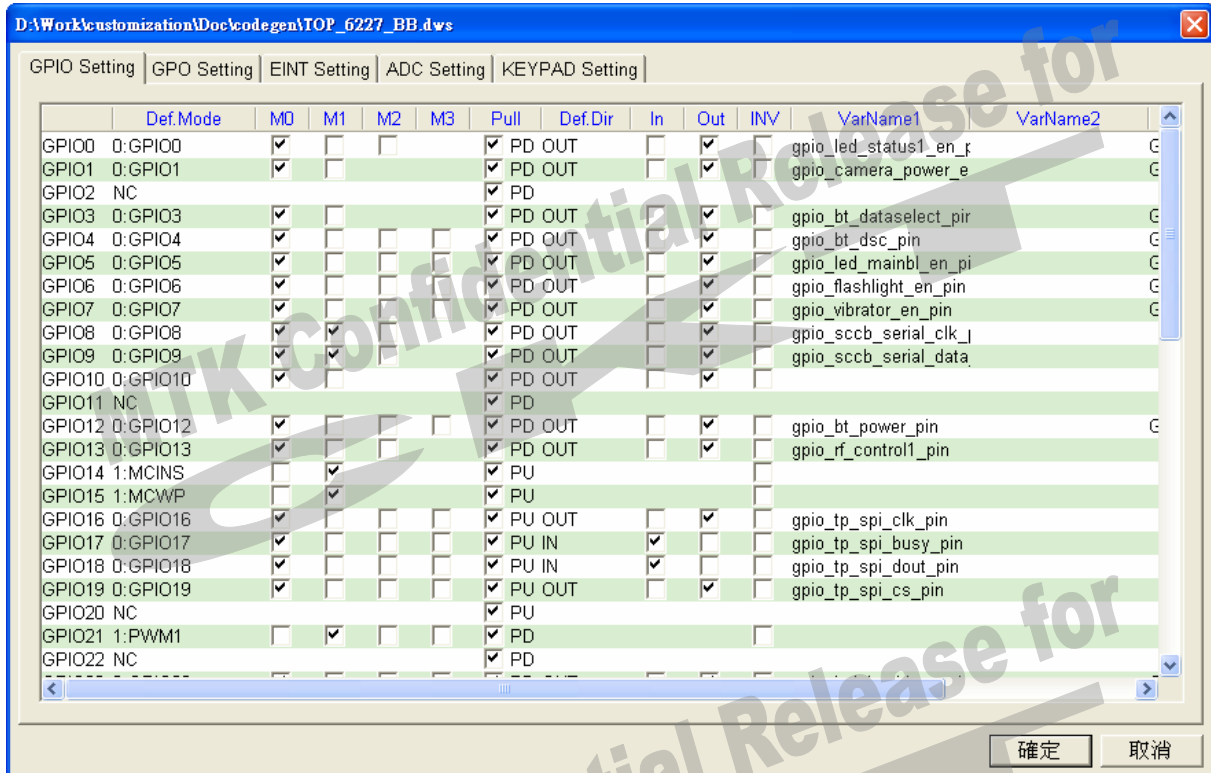 D:\Work\customization\Doc\codegen\TOP_6227_BB.dws
GPIO Setting GPO Setting EINT Setting ADC Setting KEYPAD Setting
Def.Mode M0 M1 M2 M3 Pull Def.Dir In Out INV VarName1 VarName2
GPIO0 0:GPIO0 PD OUT gpio_led_status1_en_p G
GPIO1 0:GPIO1 PD OUT gpio_camera_power_e G
GPIO2 NC PD
GPIO3 0:GPIO3 PD OUT gpio_bt_dataselect_pin G
GPIO4 0:GPIO4 PD OUT gpio_bt_dsc_pin G
GPIO5 0:GPIO5 PD OUT gpio_led_mainbl_en_pi G
GPIO6 0:GPIO6 PD OUT gpio_flashlight_en_pin G
GPIO7 0:GPIO7 PD OUT gpio_vibrator_en_pin G
GPIO8 0:GPIO8 PD OUT gpio_sccb_serial_clk_p
GPIO9 0:GPIO9 PD OUT gpio_sccb_serial_data_
GPIO10 0:GPIO10 PD OUT
GPIO11 NC PD
GPIO12 0:GPIO12 PD OUT gpio_bt_power_pin G
GPIO13 0:GPIO13 PD OUT gpio_rf_control1_pin
GPIO14 1:MCINS PU
GPIO15 1:MCWP PU
GPIO16 0:GPIO16 PU OUT gpio_tp_spi_clk_pin
GPIO17 0:GPIO17 PU IN gpio_tp_spi_busy_pin
GPIO18 0:GPIO18 PU IN gpio_tp_spi_dout_pin
GPIO19 0:GPIO19 PU OUT gpio_tp_spi_cs_pin
GPIO20 NC PU
GPIO21 1:PWM1 PD
GPIO22 NC PD
確定 取消
MTK Confidential Release for
ial Release for